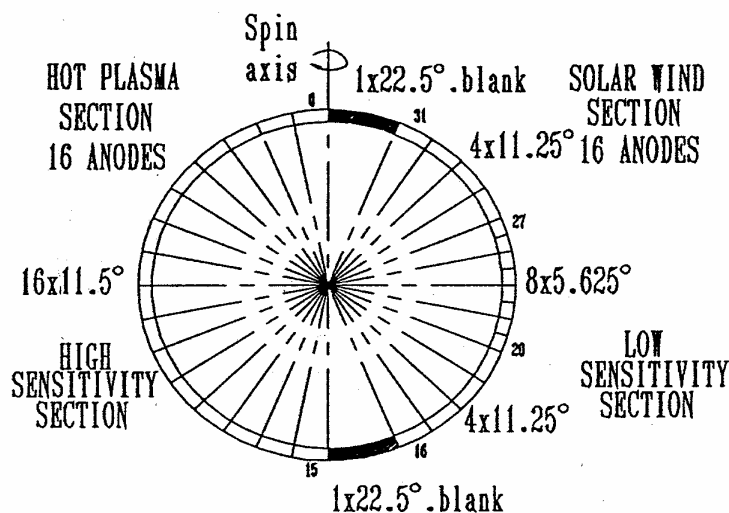 Spin
axis
1x22.5°.blank
HOT PLASMA
SECTION
16 ANODES
SOLAR WIND
SECTION
16 ANODES
0
31
4x11.25°
27
16x11.5°
8x5.625°
20
HIGH
SENSITIVITY
SECTION
LOW
SENSITIVITY
SECTION
4x11.25°
15
16
1x22.5°.blank